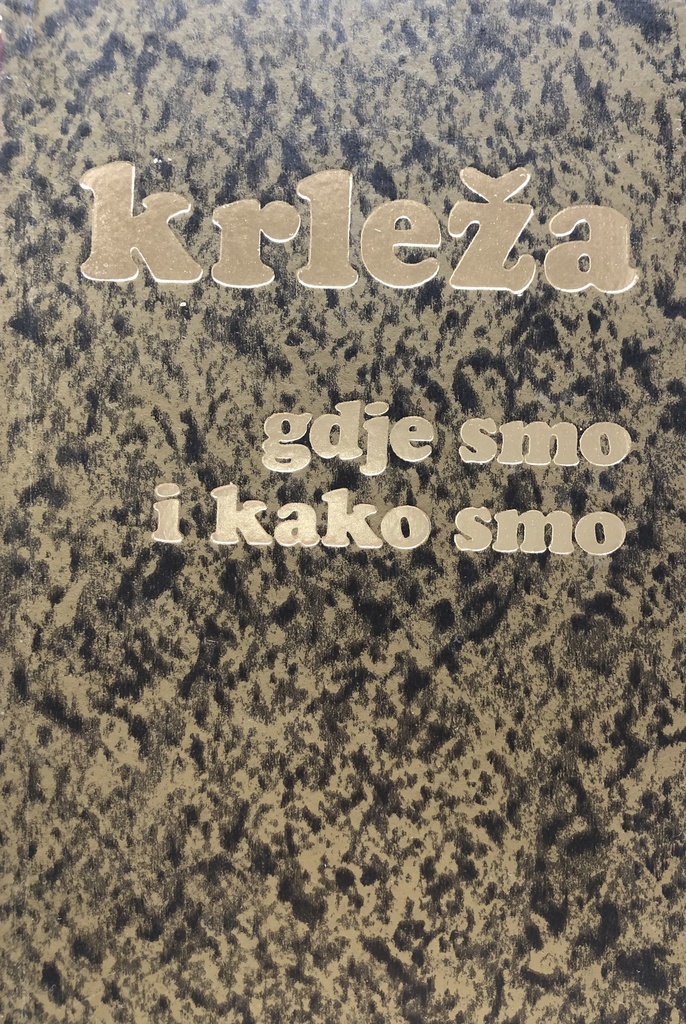 krleža
gdje smo
i kako smo